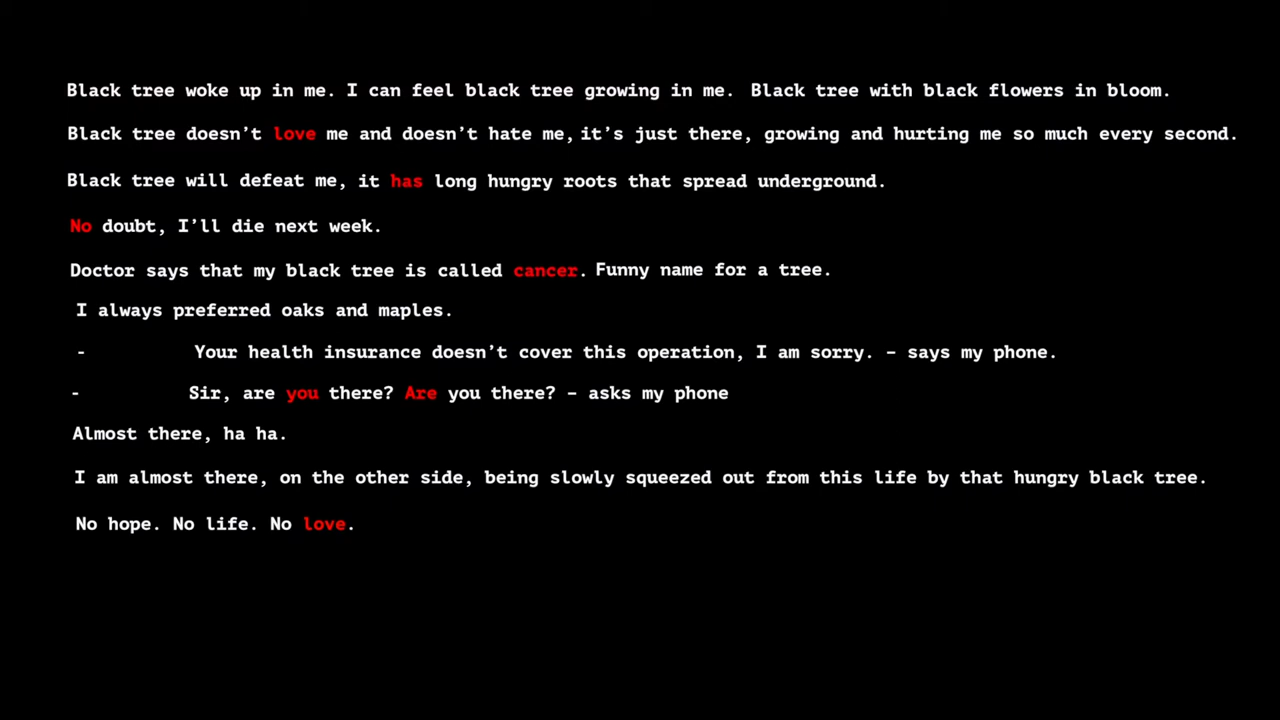 Black tree woke up in me. I can feel black tree growing in me. Black tree with black flowers in bloom.
Black tree doesn’t love me and doesn’t hate me, it’s just there, growing and hurting me so much every second.
Black tree will defeat me, it has long hungry roots that spread underground.
No doubt, I’ll die next week.
Doctor says that my black tree is called cancer. Funny name for a tree.
I always preferred oaks and maples.
- Your health insurance doesn’t cover this operation, I am sorry. – says my phone.
- Sir, are you there? Are you there? – asks my phone
Almost there, ha ha.
I am almost there, on the other side, being slowly squeezed out from this life by that hungry black tree.
No hope. No life. No love.